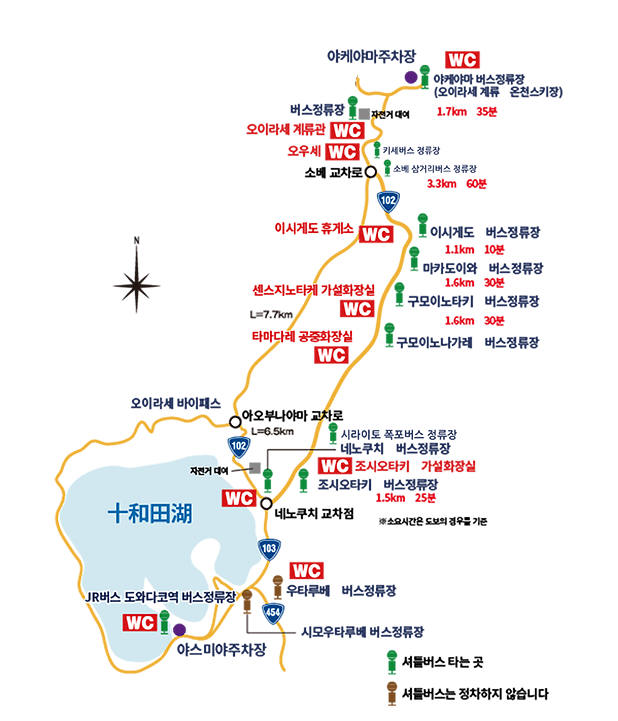 야케야마주차장
WC
야케야마 버스정류장
(오이라세 계류 온천스키장)
버스정류장
자전거 대여
1.7km 35분
오이라세 계류관 WC
오우세 WC
키세버스 정류장
소베 교차로
소베 삼거리버스 정류장
3.3km 60분
102
이시게도 휴게소
WC
이시게도 버스정류장
1.1km 10분
N
마카도이와 버스정류장
1.6km 30분
센스지노타케 가설화장실
WC
구모이노타키 버스정류장
L=7.7km
1.6km 30분
타마다레 공중화장실
WC
구모이노나가레 버스정류장
오이라세 바이패스
아오부나야마 교차로
L=6.5km
102
시라이토 폭포버스 정류장
네노쿠치 버스정류장
자전거 대여
WC 조시오타키 가설화장실
조시오타키 버스정류장
WC
1.5km 25분
네노쿠치 교차점
十和田湖
※소요시간은 도보의 경우를 기준
103
WC
우타루베 버스정류장
JR버스 도와다코역 버스정류장
454
WC
시모우타루베 버스정류장
야스미야주차장
셔틀버스 타는 곳
셔틀버스는 정차하지 않습니다